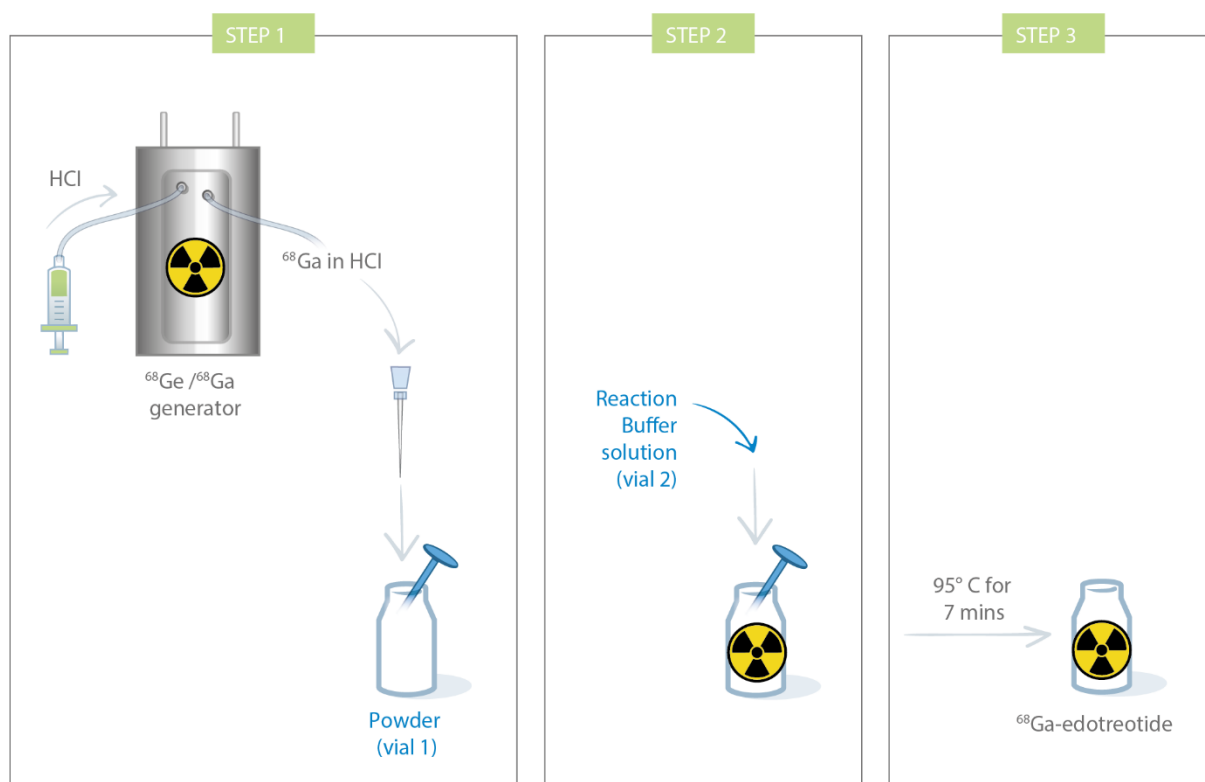 STEP 1
HCl
⁶⁸Ga in HCl
⁶⁸Ge /⁶⁸Ga
generator
Powder
(vial 1)
STEP 2
Reaction
Buffer
solution
(vial 2)
STEP 3
95° C for
7 mins
⁶⁸Ga-edotreotide